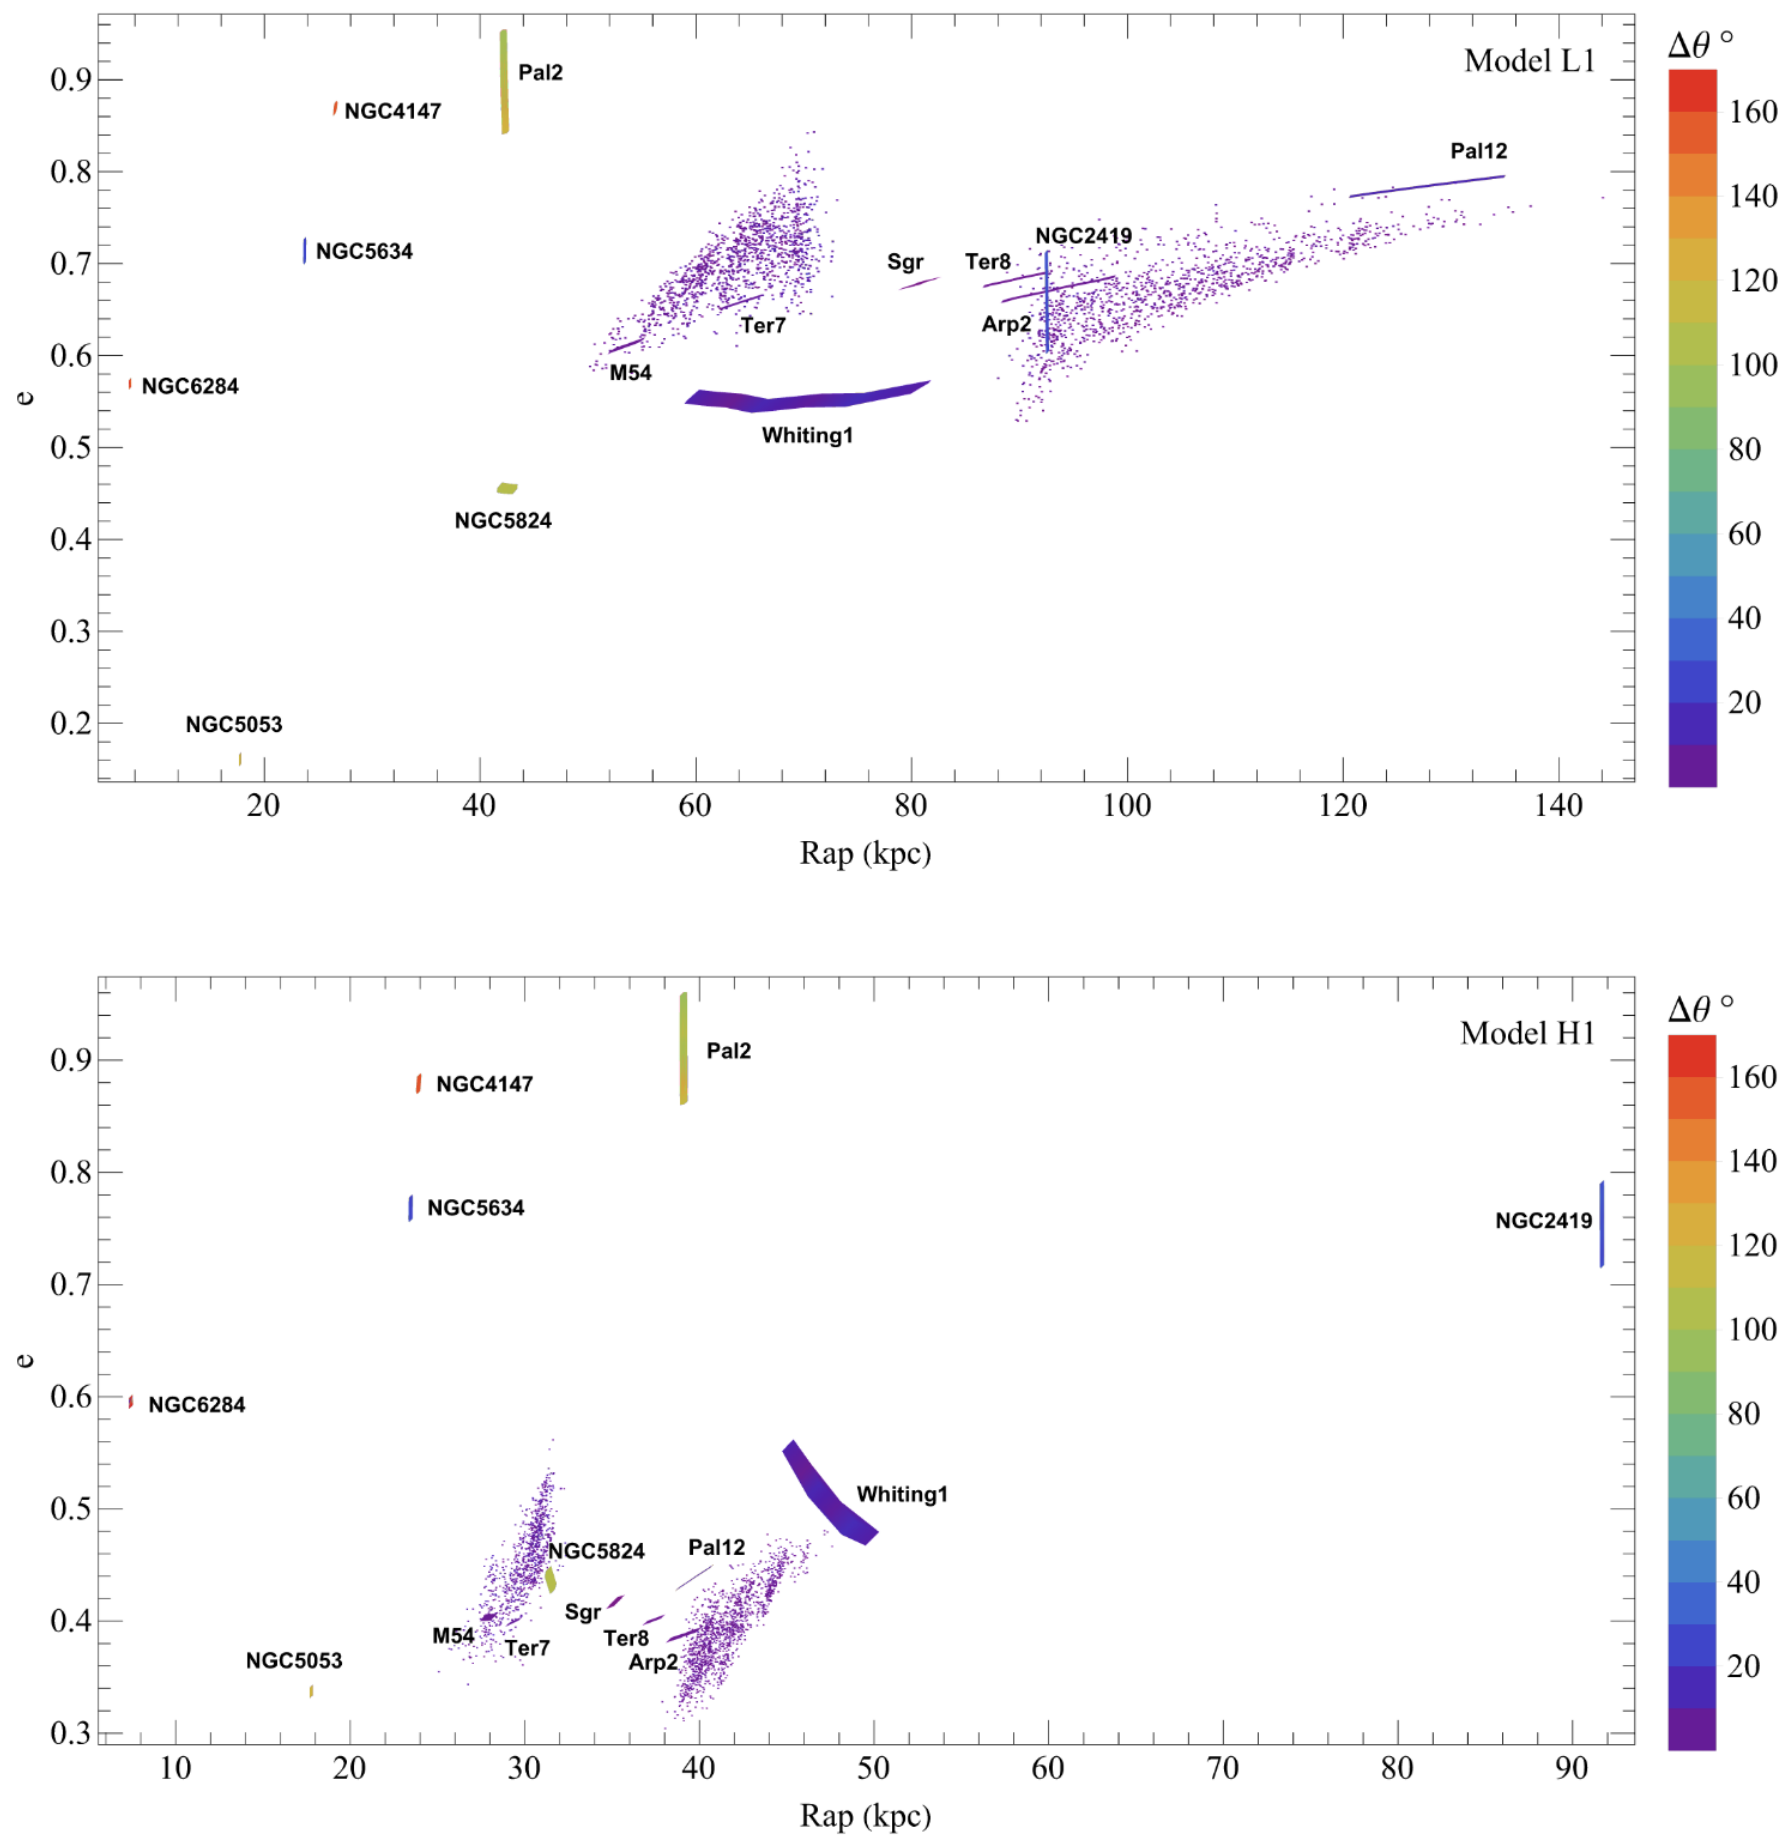 Δθ °
Model L1
0.9
0.8
0.7
0.6
0.5
0.4
0.3
0.2
e
Pal2
NGC4147
Pal12
NGC5634
NGC2419
Sgr
Ter8
Ter7
Arp2
M54
NGC6284
Whiting1
NGC5824
NGC5053
160
140
120
100
80
60
40
20
20 40 60 80 100 120 140
Rap (kpc)
Δθ °
Model H1
0.9
0.8
0.7
0.6
0.5
0.4
0.3
e
Pal2
NGC4147
NGC5634
NGC2419
NGC6284
Whiting1
NGC5824
Pal12
Sgr
M54
Ter7
Ter8
Arp2
NGC5053
160
140
120
100
80
60
40
20
10 20 30 40 50 60 70 80 90
Rap (kpc)